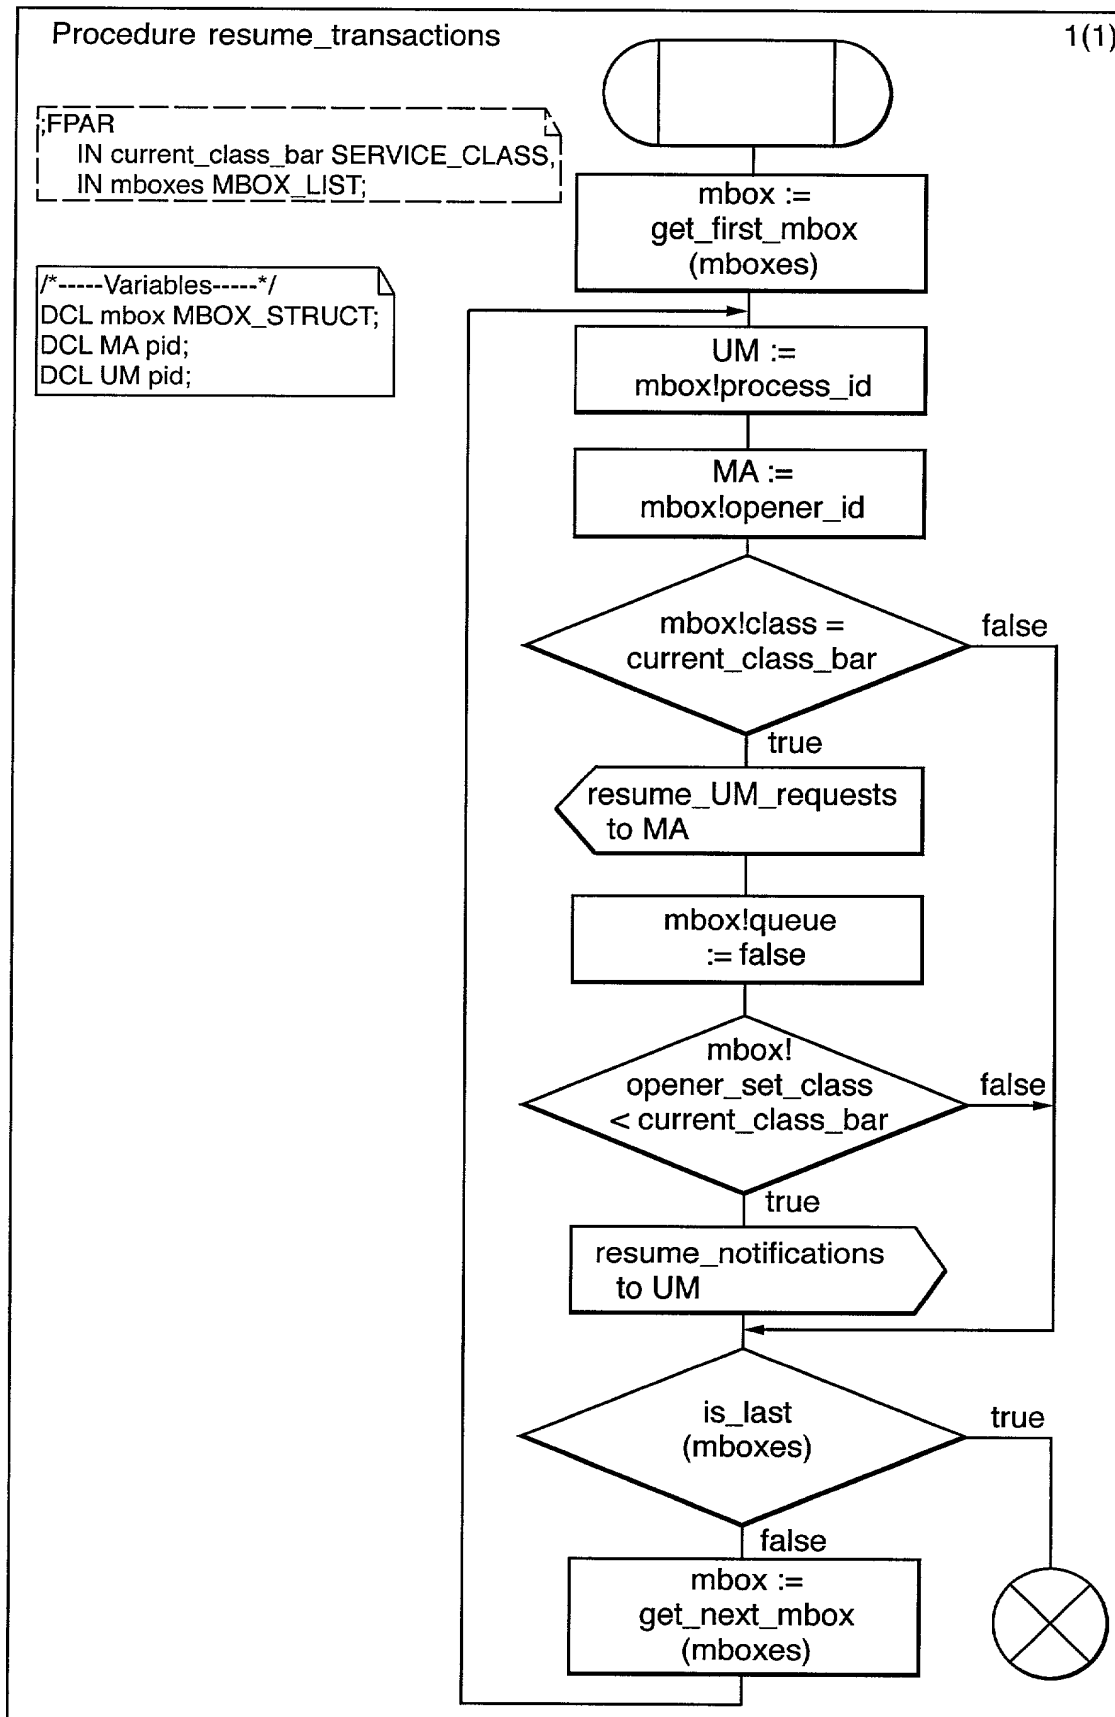 Procedure resume_transactions
1(1)
;FPAR
IN current_class_bar SERVICE_CLASS,
IN mboxes MBOX_LIST;
/*-----Variables-----*/
DCL mbox MBOX_STRUCT;
DCL MA pid;
DCL UM pid;
mbox :=
get_first_mbox
(mboxes)
UM :=
mbox!process_id
MA :=
mbox!opener_id
mbox!class =
current_class_bar
false
true
resume_UM_requests
to MA
mbox!queue
:= false
mbox!
opener_set_class
< current_class_bar
false
true
resume_notifications
to UM
is_last
(mboxes)
true
false
mbox :=
get_next_mbox
(mboxes)